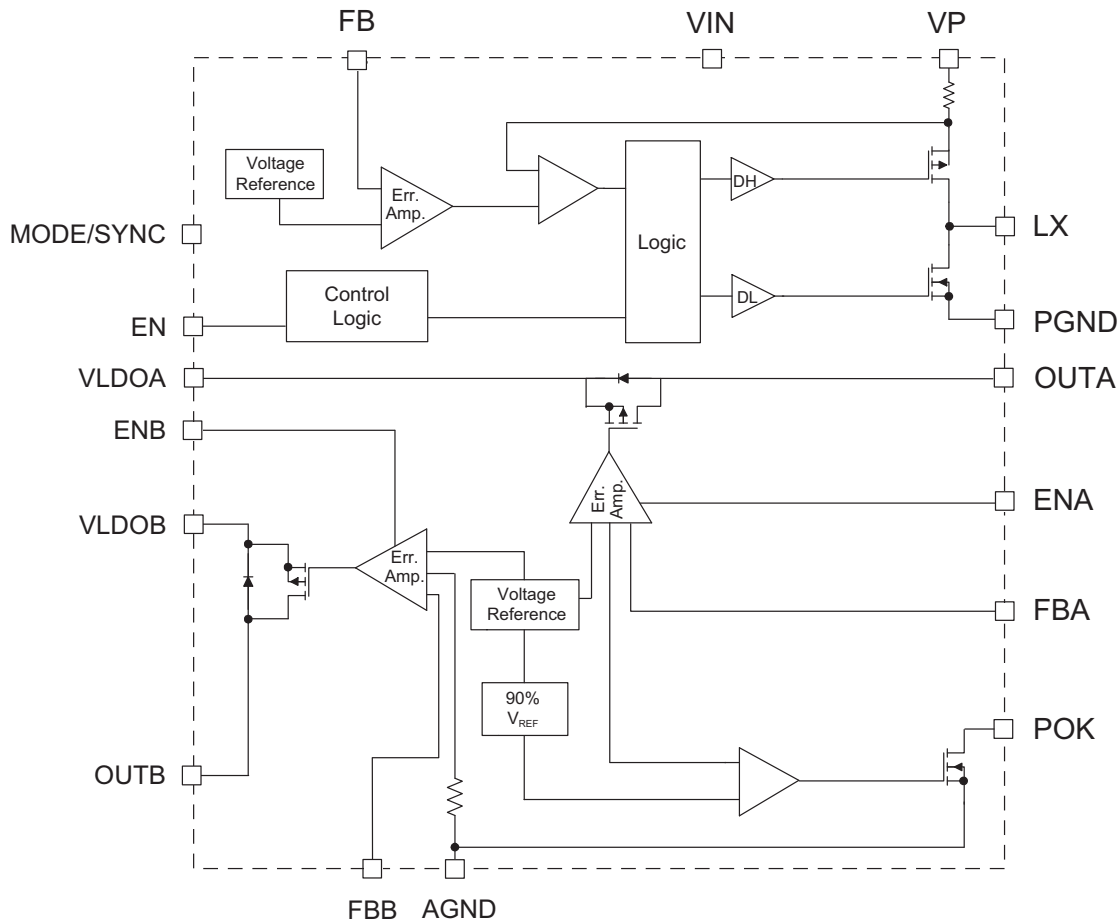 FB
VIN
VP
Voltage
Reference
Err.
Amp.
DH
MODE/SYNC
LX
Logic
Control
Logic
DL
EN
PGND
VLDOA
OUTA
ENB
Err.
Amp.
ENA
VLDOB
Err.
Amp.
Voltage
Reference
FBA
90%
VREF
POK
OUTB
FBB
AGND